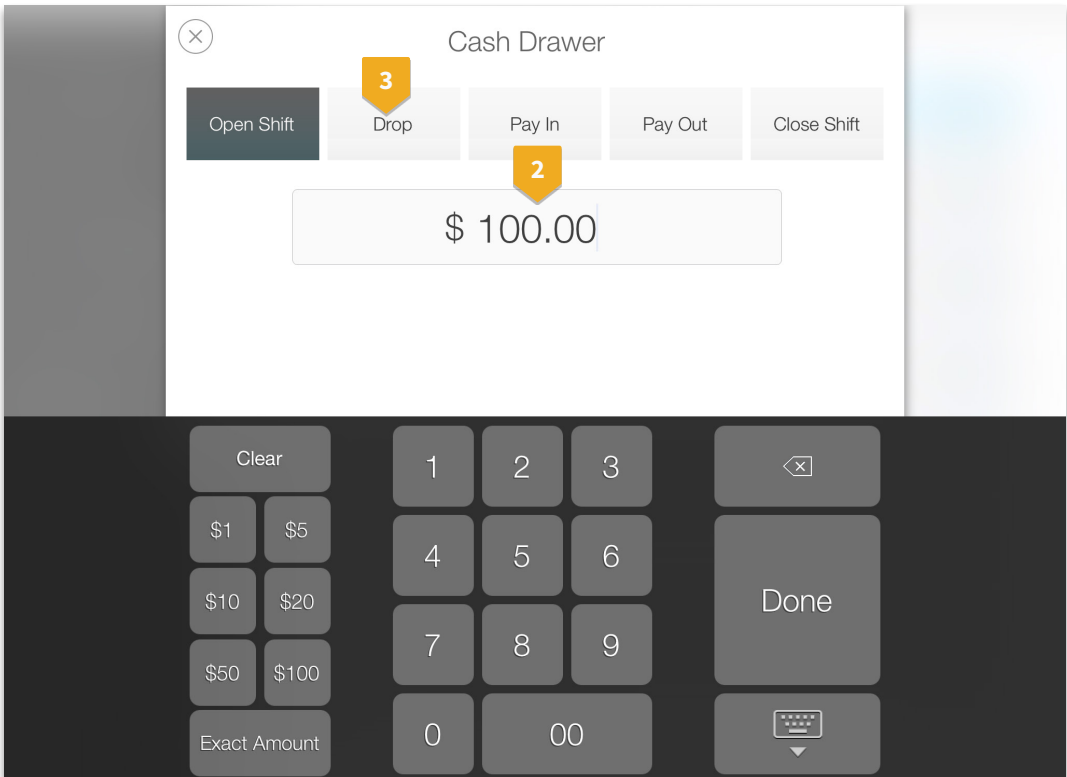 Cash Drawer
3
Open Shift
Drop
Pay In
Pay Out
Close Shift
2
$ 100.00
Clear
1
2
3
$1
$5
4
5
6
$10
$20
Done
7
8
9
$50
$100
0
00
Exact Amount